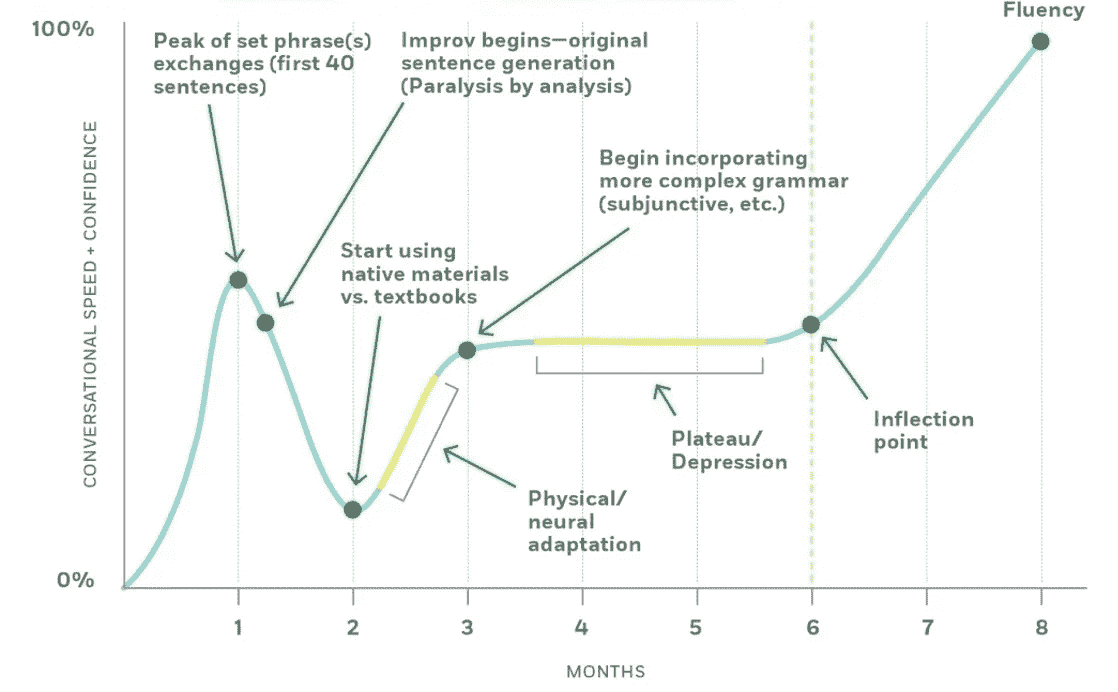 Fluency
100%
Peak of set phrase(s)
exchanges (first 40
sentences)
Improv begins—original
sentence generation
(Paralysis by analysis)
Begin incorporating
more complex grammar
(subjunctive, etc.)
Start using
native materials
vs. textbooks
CONVERSATIONAL SPEED + CONFIDENCE
Inflection
point
Plateau/
Depression
Physical/
neural
adaptation
0%
1 2 3 4 5 6 7 8
MONTHS